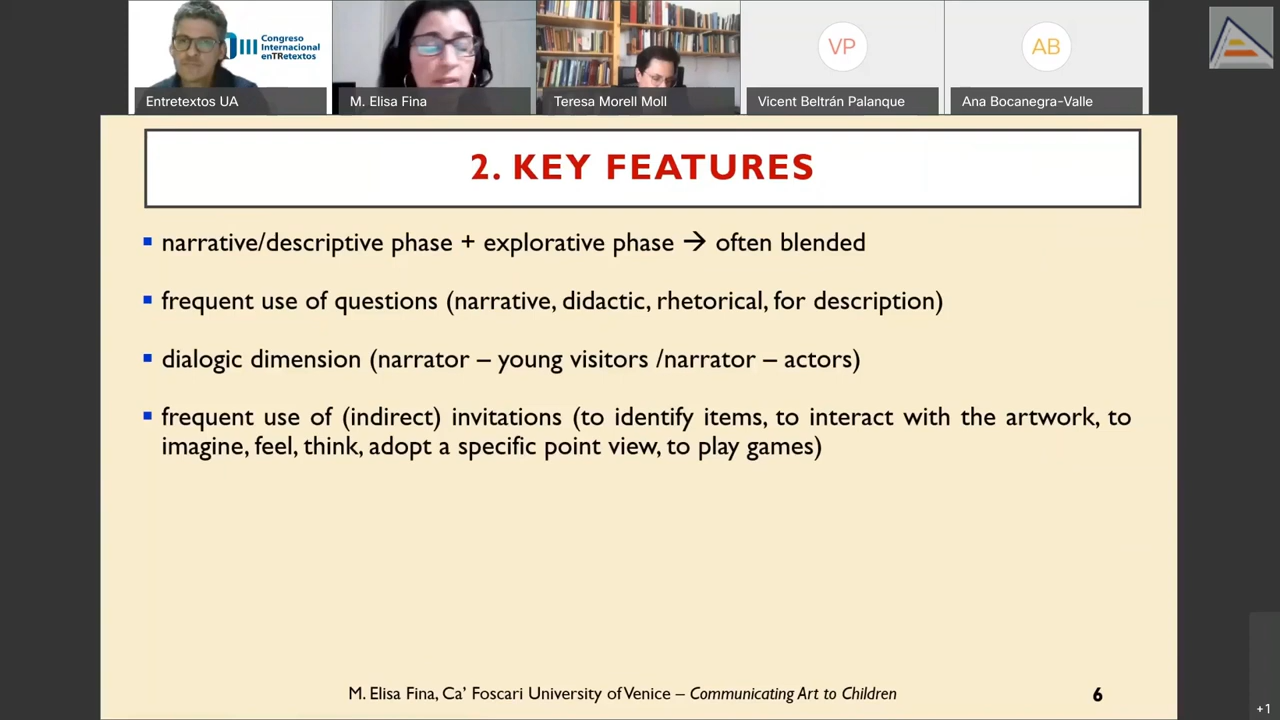 Congreso
Internacional
enTRetextos
VP
AB
Entretextos UA
M. Elisa Fina
Teresa Morell Moll
Vicent Beltrán Palanque
Ana Bocanegra-Valle
2. KEY FEATURES
▪ narrative/descriptive phase + explorative phase → often blended
▪ frequent use of questions (narrative, didactic, rhetorical, for description)
▪ dialogic dimension (narrator – young visitors /narrator – actors)
▪ frequent use of (indirect) invitations (to identify items, to interact with the artwork, to
imagine, feel, think, adopt a specific point view, to play games)
M. Elisa Fina, Ca’ Foscari University of Venice – Communicating Art to Children
6
+1